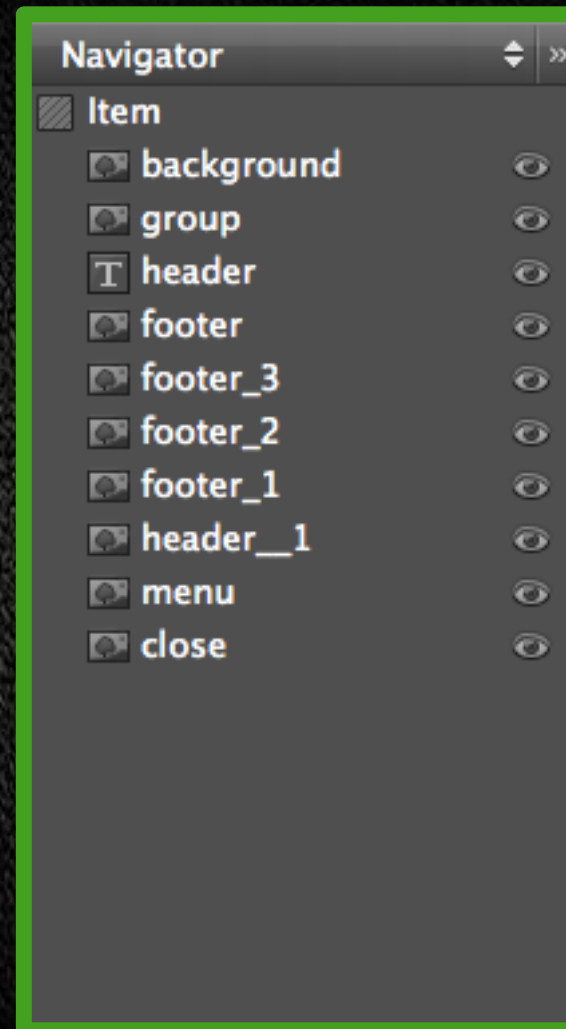 Navigator
Item
background
group
T header
footer
footer_3
footer_2
footer_1
header__1
menu
close